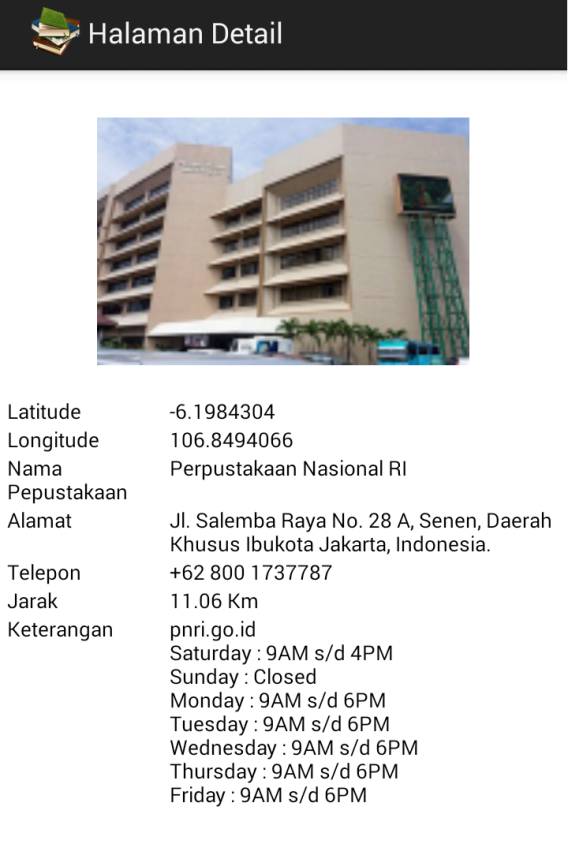 Halaman Detail
Latitude -6.1984304
Longitude 106.8494066
Nama Pepustakaan Perpustakaan Nasional RI
Alamat Jl. Salemba Raya No. 28 A, Senen, Daerah
Khusus Ibukota Jakarta, Indonesia.
Telepon +62 800 1737787
Jarak 11.06 Km
Keterangan pnri.go.id
Saturday : 9AM s/d 4PM
Sunday : Closed
Monday : 9AM s/d 6PM
Tuesday : 9AM s/d 6PM
Wednesday : 9AM s/d 6PM
Thursday : 9AM s/d 6PM
Friday : 9AM s/d 6PM